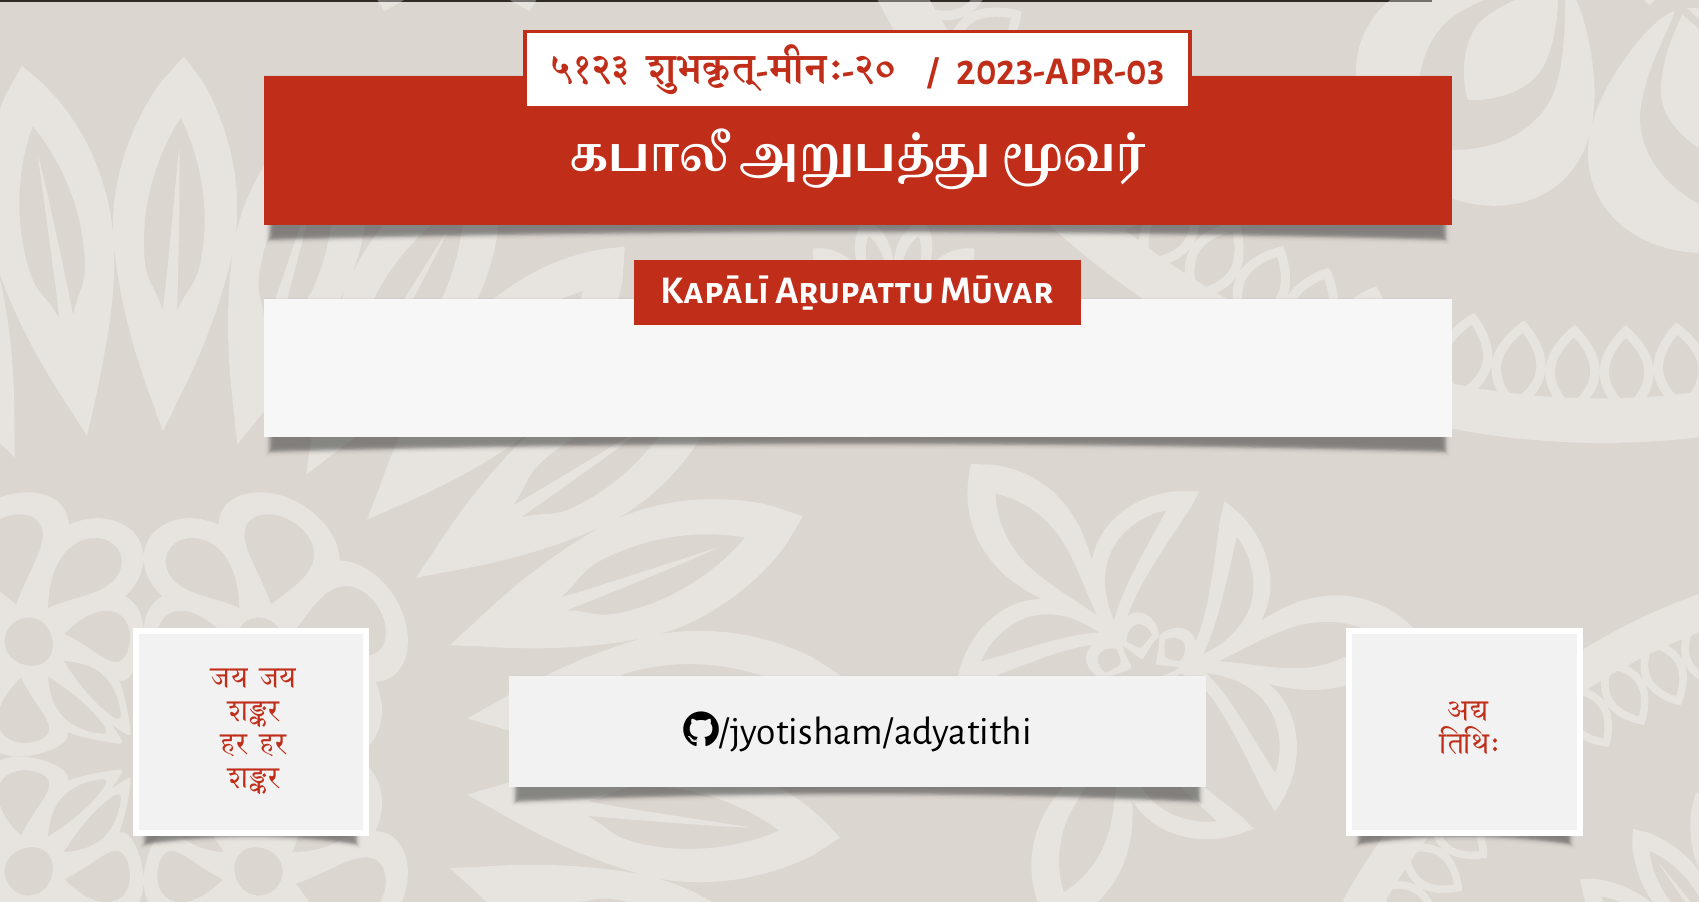 ५१२३ शुभकृत्-मीनः-२० / 2023-APR-03
கபாலீ அறுபத்து மூவர்
Kapālī Aṟupattu Mūvar
जय जय
शङ्कर
हर हर
शङ्कर
/jyotisham/adyatithi
अद्य
तिथिः